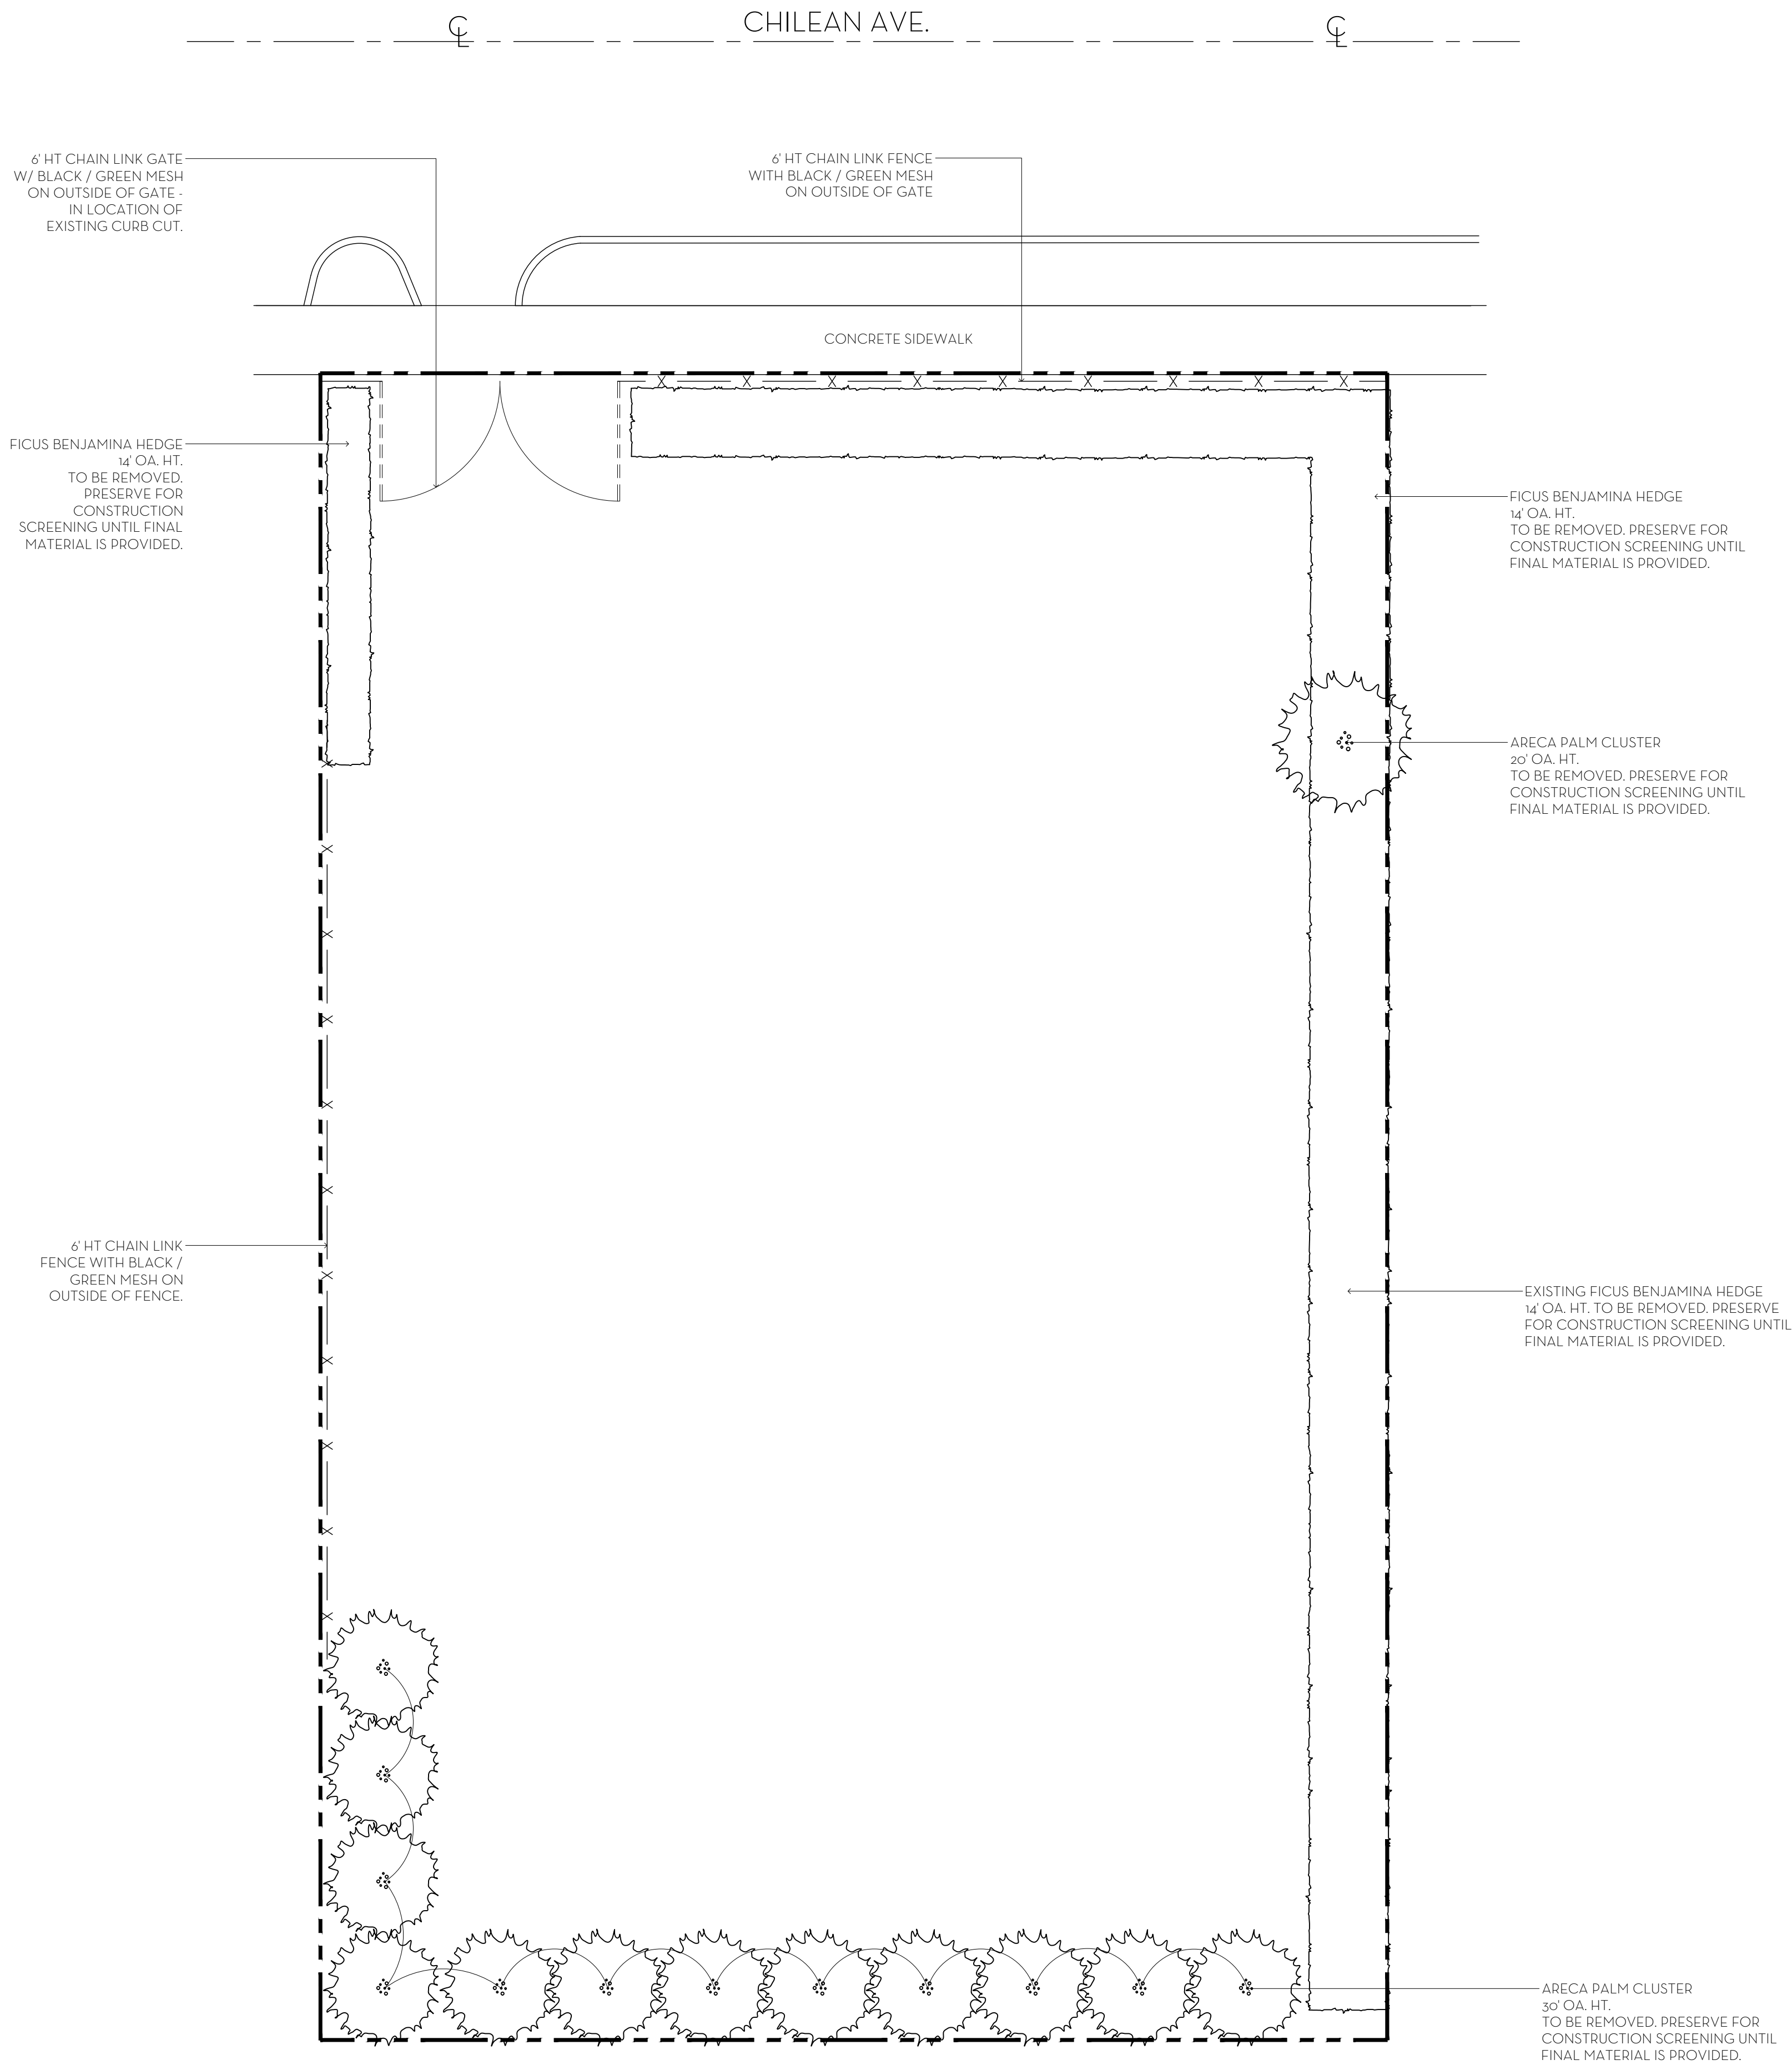 CHILEAN AVE.
6' HT CHAIN LINK GATE
W/ BLACK / GREEN MESH
ON OUTSIDE OF GATE -
IN LOCATION OF
EXISTING CURB CUT.
6' HT CHAIN LINK FENCE
WITH BLACK / GREEN MESH
ON OUTSIDE OF GATE
CONCRETE SIDEWALK
FICUS BENJAMINA HEDGE
14' OA. HT.
TO BE REMOVED.
PRESERVE FOR
CONSTRUCTION
SCREENING UNTIL FINAL
MATERIAL IS PROVIDED.
FICUS BENJAMINA HEDGE
14' OA. HT.
TO BE REMOVED. PRESERVE FOR
CONSTRUCTION SCREENING UNTIL
FINAL MATERIAL IS PROVIDED.
ARECA PALM CLUSTER
20' OA. HT.
TO BE REMOVED. PRESERVE FOR
CONSTRUCTION SCREENING UNTIL
FINAL MATERIAL IS PROVIDED.
6' HT CHAIN LINK
FENCE WITH BLACK /
GREEN MESH ON
OUTSIDE OF FENCE.
EXISTING FICUS BENJAMINA HEDGE
14' OA. HT. TO BE REMOVED. PRESERVE
FOR CONSTRUCTION SCREENING UNTIL
FINAL MATERIAL IS PROVIDED.
ARECA PALM CLUSTER
30' OA. HT.
TO BE REMOVED. PRESERVE FOR
CONSTRUCTION SCREENING UNTIL
FINAL MATERIAL IS PROVIDED.